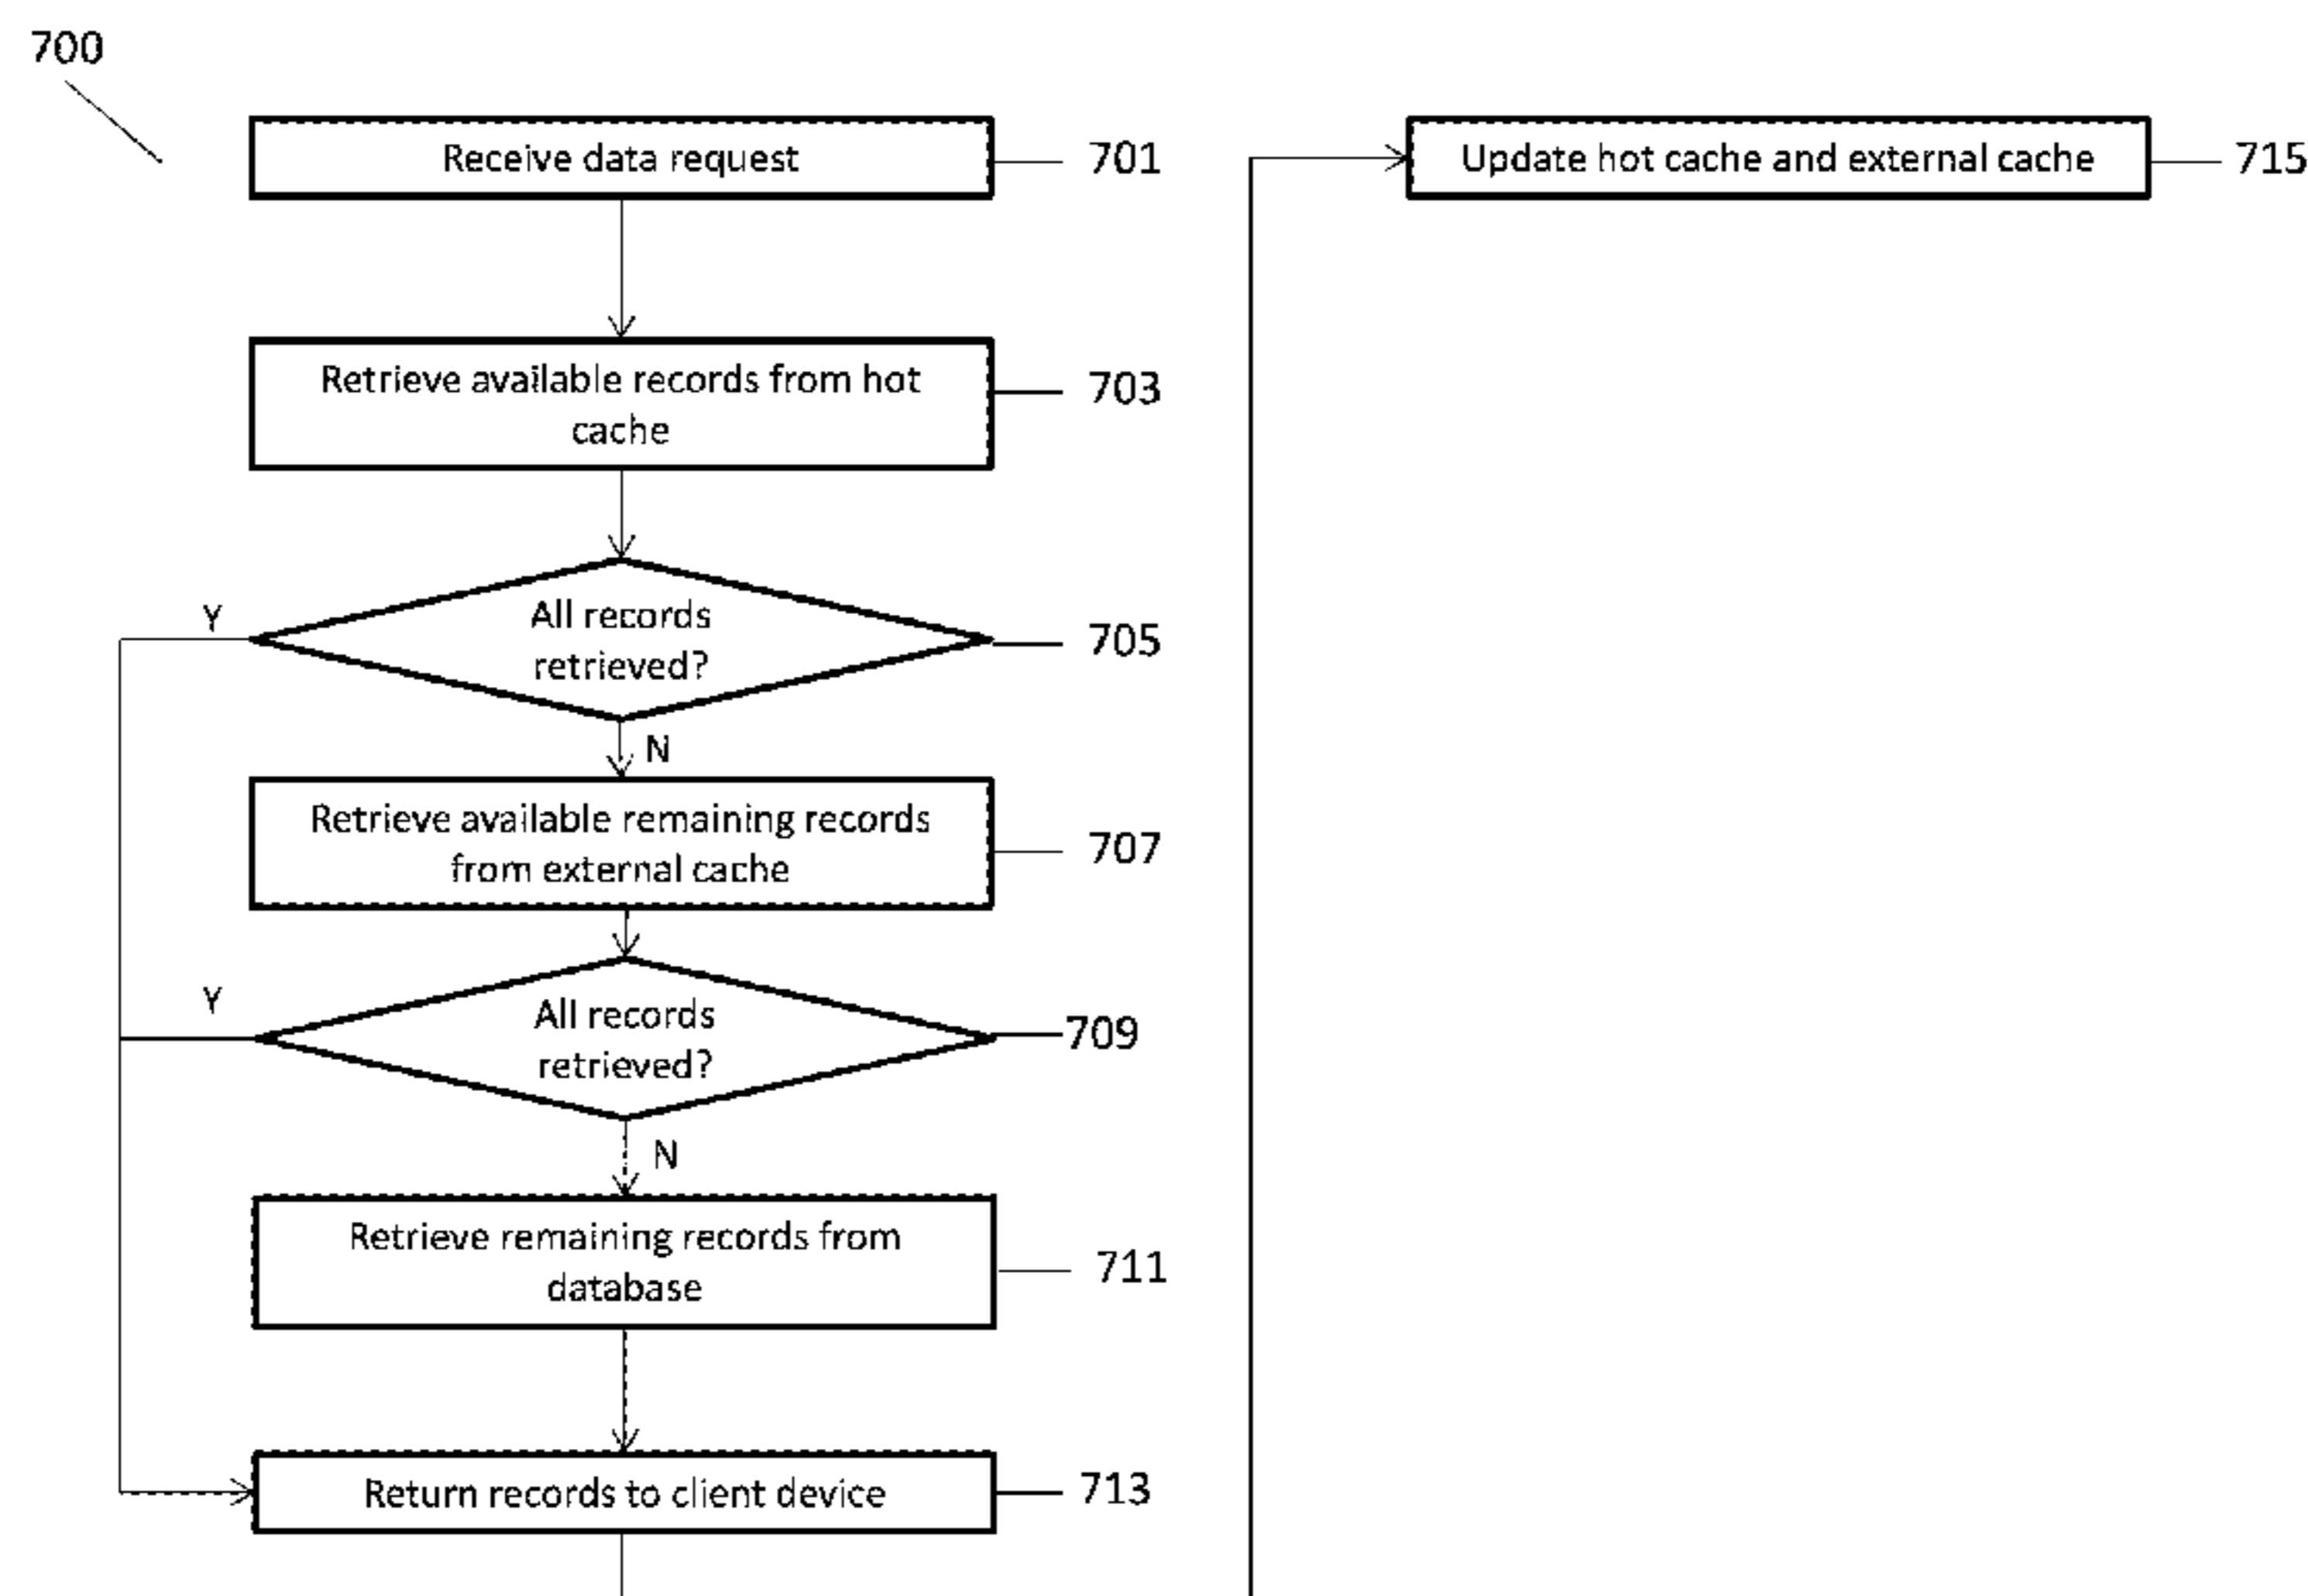 700
Receive data request
701
Retrieve available records from hot
cache
703
All records
retrieved?
705
Y
N
Retrieve available remaining records
from external cache
707
All records
retrieved?
709
Y
N
Retrieve remaining records from
database
711
Return records to client device
713
Update hot cache and external cache
715